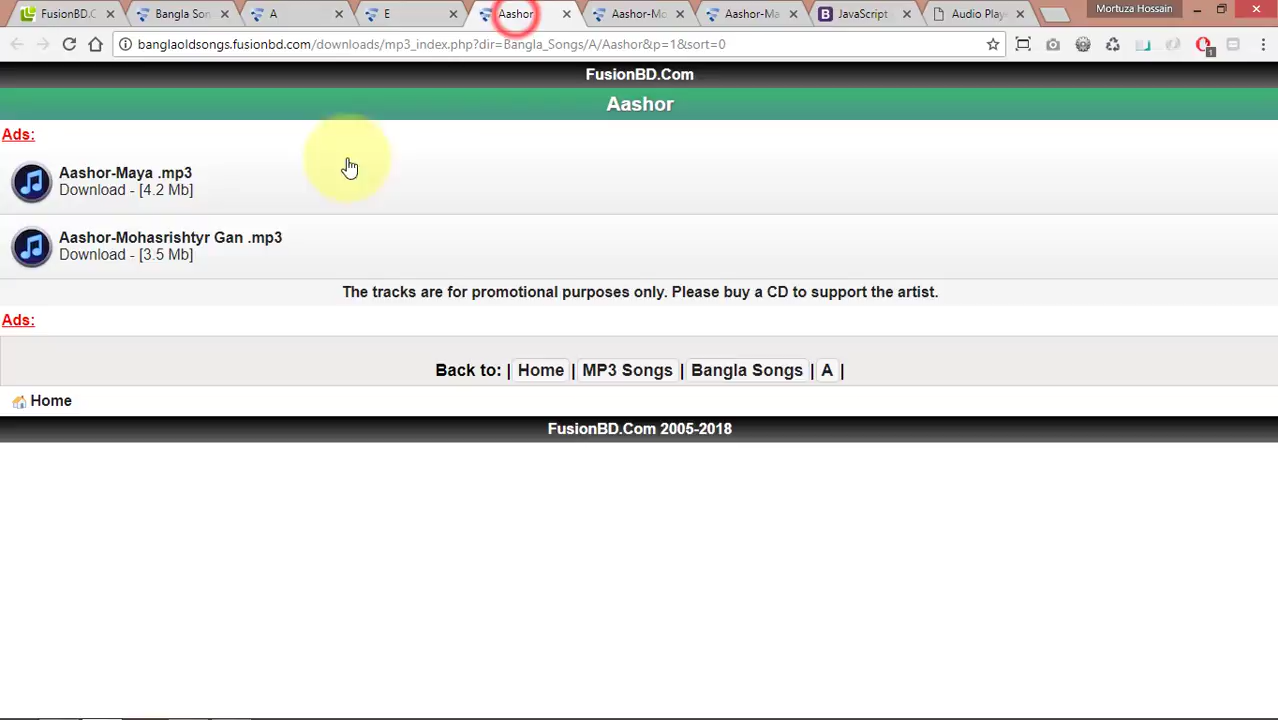 FusionBD.C
Bangla Son
A
E
Aashor
Aashor-Mo
Aashor-Ma
JavaScript
Audio Play
Mortuza Hossain
banglaoldsongs.fusionbd.com/downloads/mp3_index.php?dir=Bangla_Songs/A/Aashor&p=1&sort=0
1
FusionBD.Com
Aashor
Ads:
Aashor-Maya .mp3
Download - [4.2 Mb]
Aashor-Mohasrishtyr Gan .mp3
Download - [3.5 Mb]
The tracks are for promotional purposes only. Please buy a CD to support the artist.
Ads:
Back to: | Home | MP3 Songs | Bangla Songs | A |
Home
FusionBD.Com 2005-2018